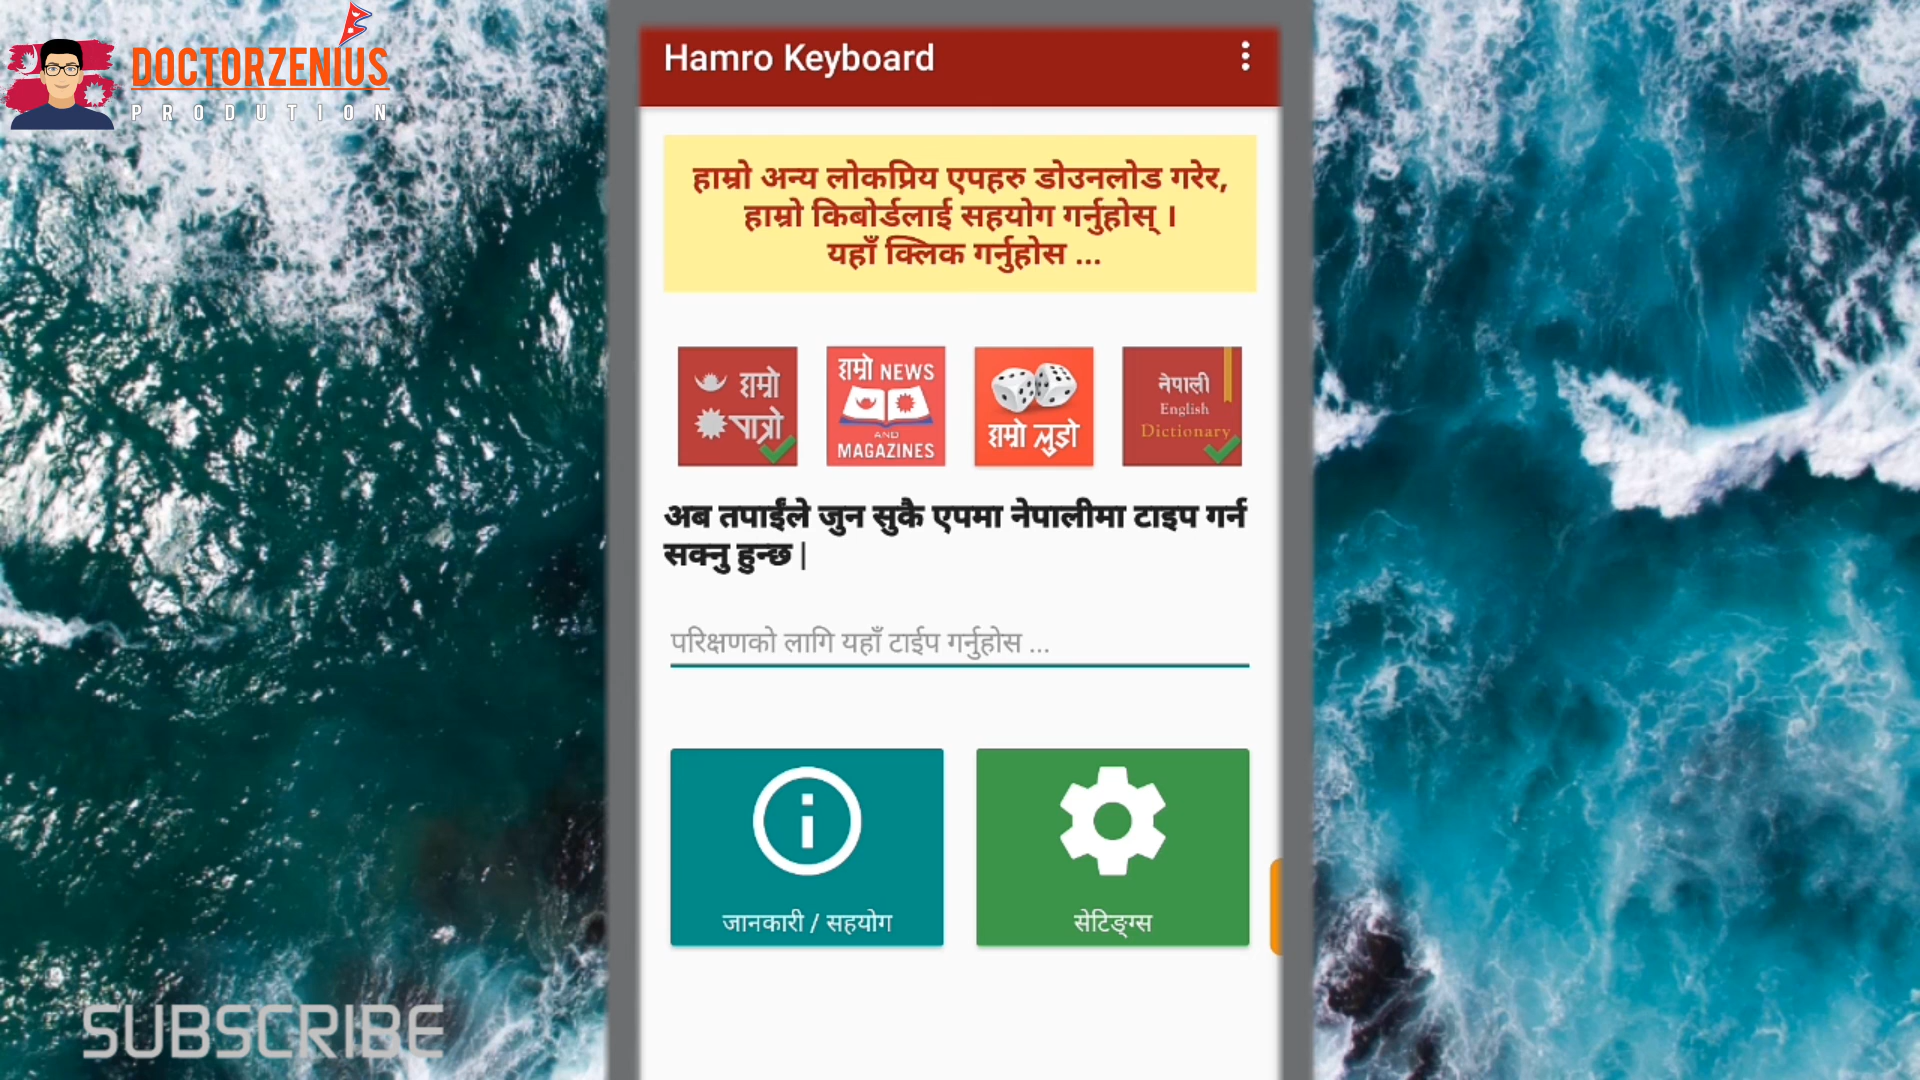 DOCTORZENIUS
PRODUTION
Hamro Keyboard
हाम्रो अन्य लोकप्रिय एपहरु डोउनलोड गरेर,
हाम्रो किबोर्डलाई सहयोग गर्नुहोस् ।
यहाँ क्लिक गर्नुहोस ...
हाम्रो
पात्रो
हाम्रो NEWS
AND
MAGAZINES
हाम्रो लुडो
नेपाली
English
Dictionary
अब तपाईंले जुन सुकै एपमा नेपालीमा टाइप गर्न
सक्नु हुन्छ |
परिक्षणको लागि यहाँ टाईप गर्नुहोस ...
जानकारी / सहयोग
सेटिङ्ग्स
SUBSCRIBE